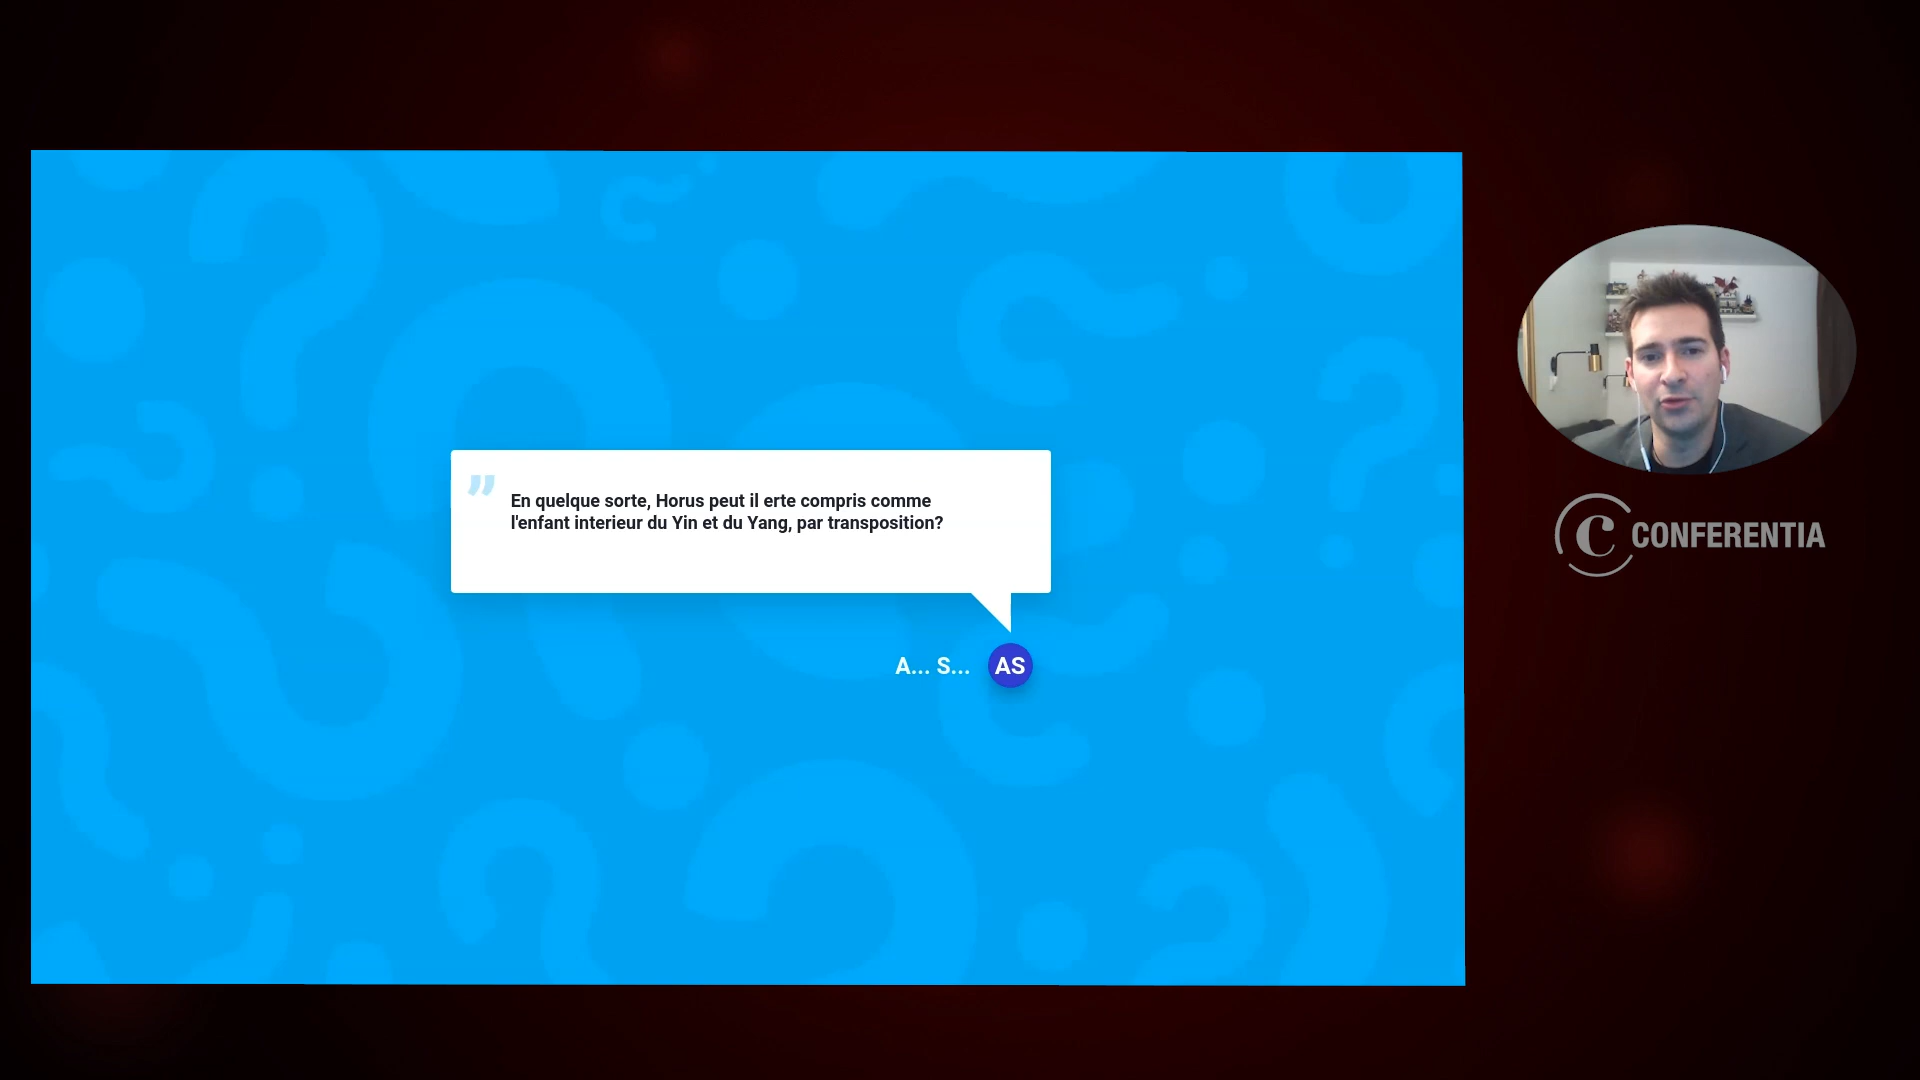 En quelque sorte, Horus peut il erte compris comme
l'enfant interieur du Yin et du Yang, par transposition?
A... S... AS
C CONFERENTIA